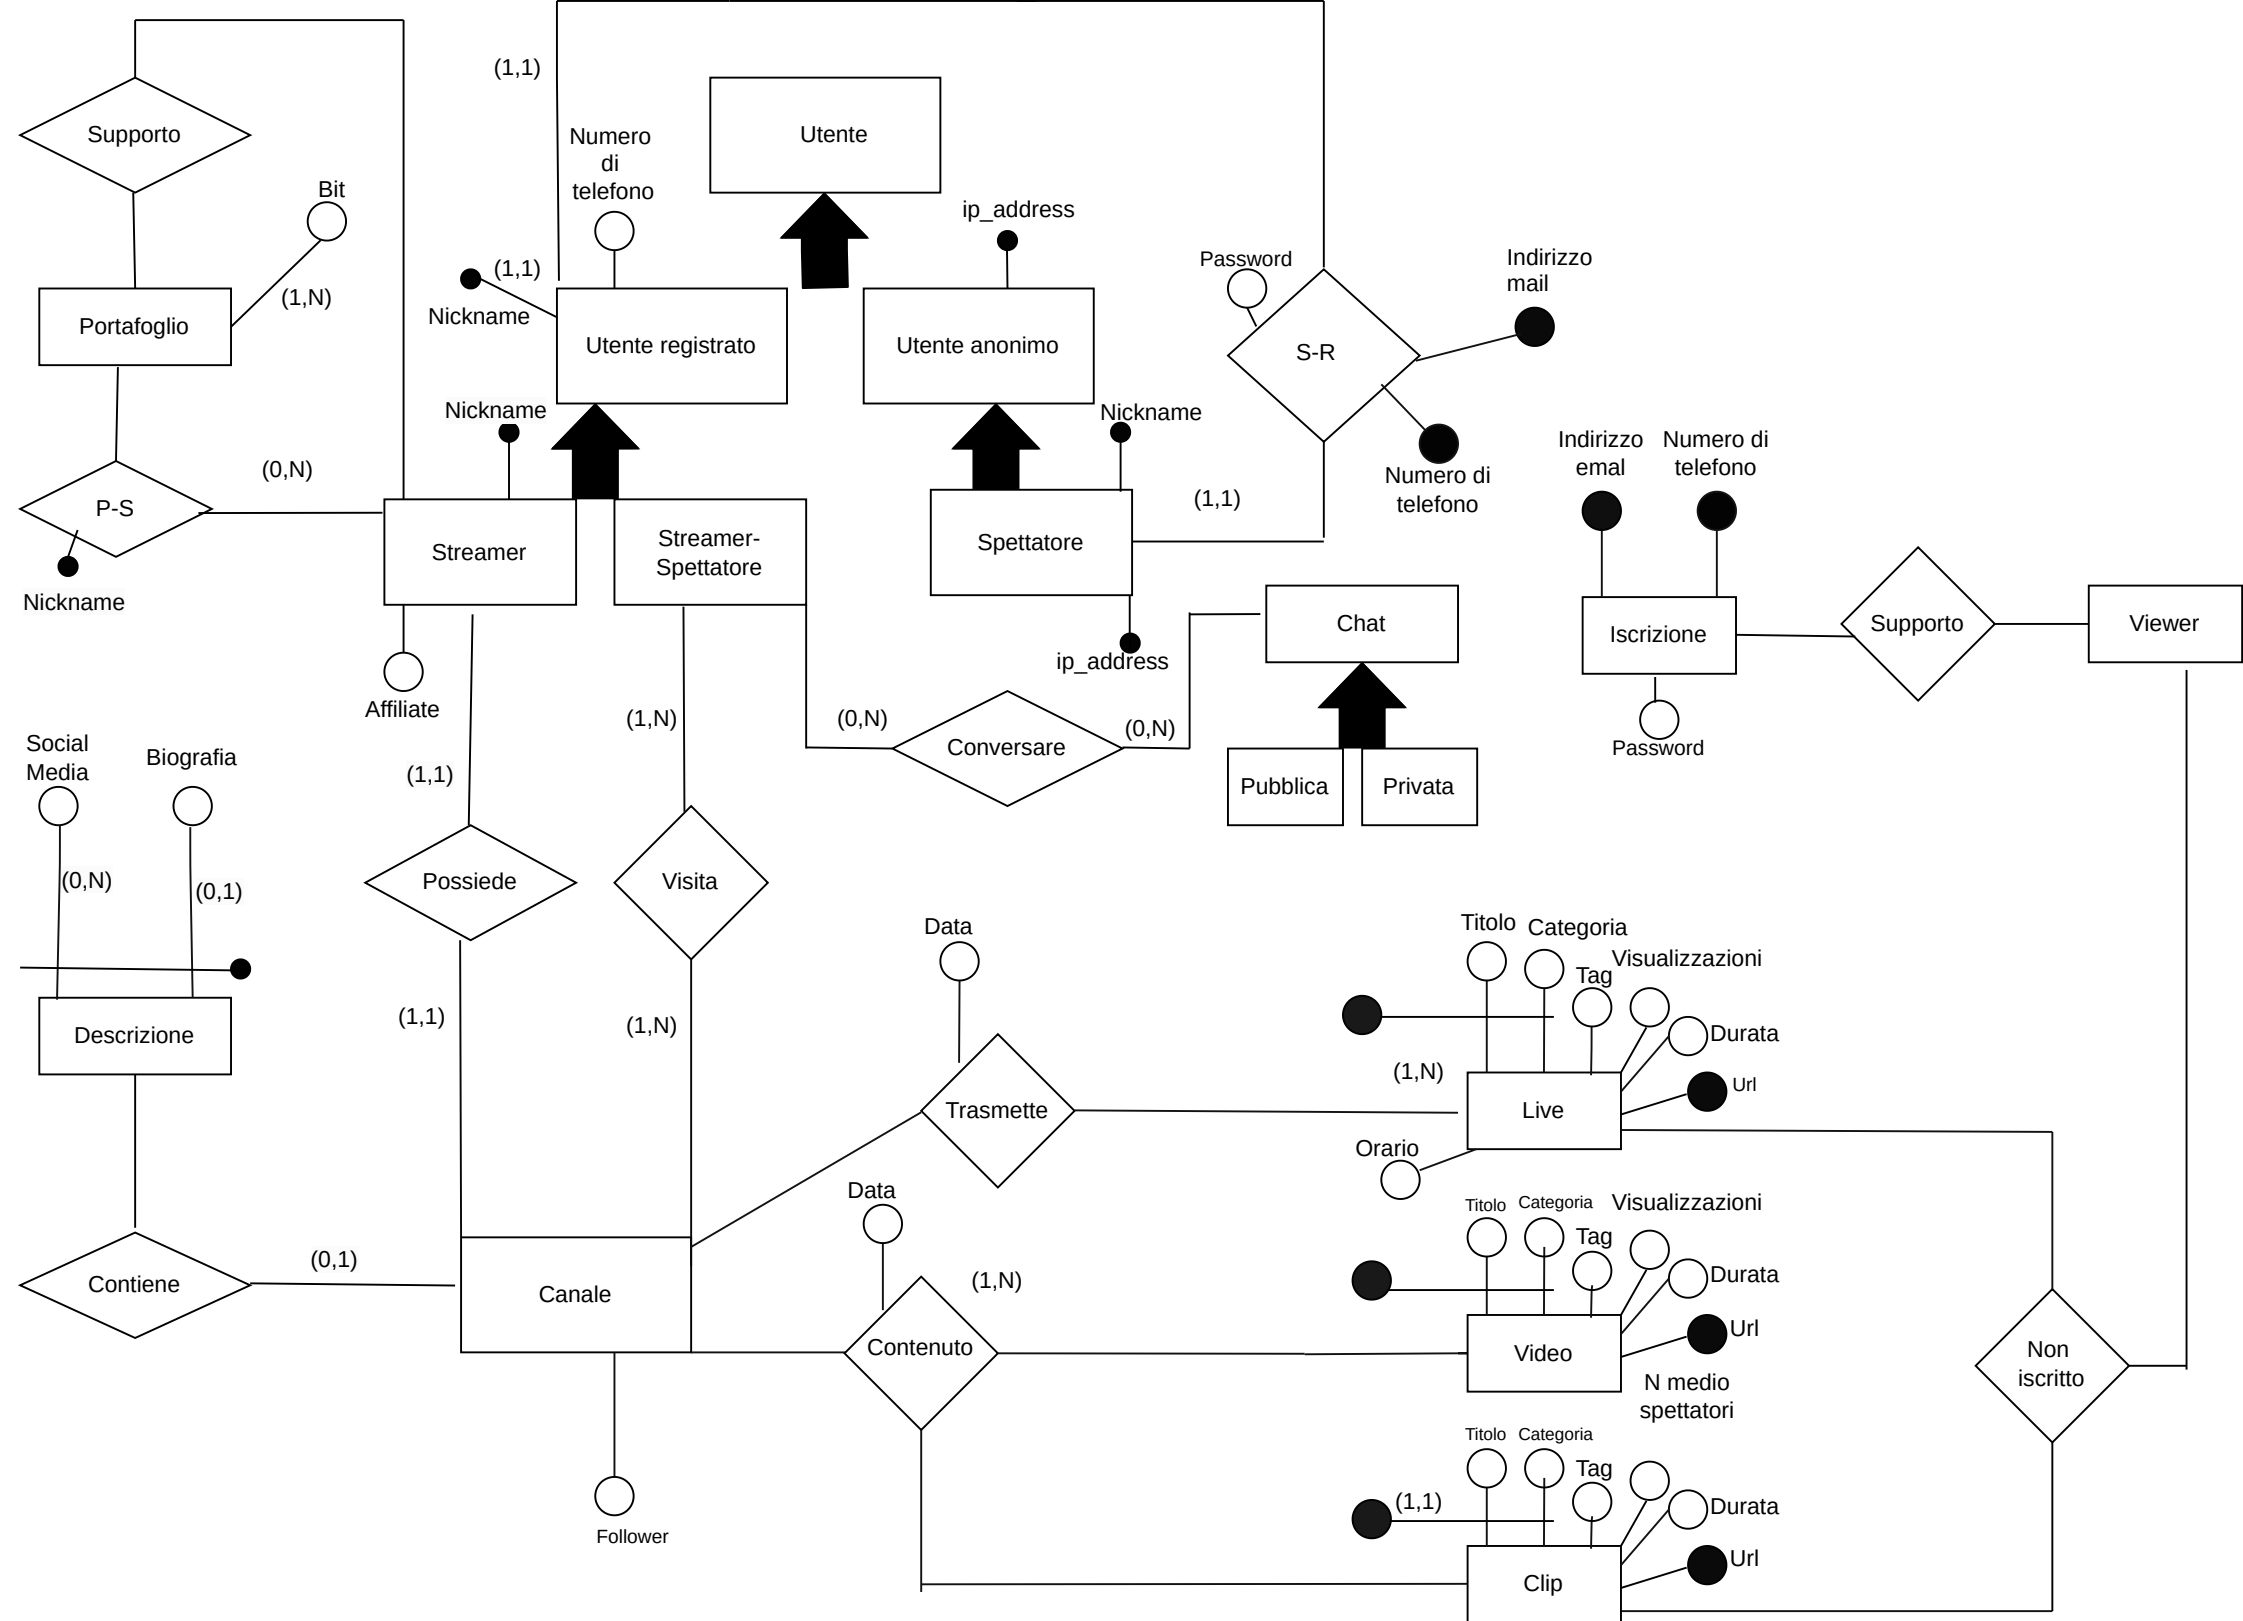 (1,1)
Supporto
Utente
Numero
di
telefono
Bit
ip_address
(1,1)
Nickname
(1,N)
Portafoglio
Utente registrato
Utente anonimo
Password
S-R
Indirizzo
mail
Numero di
telefono
Nickname
Nickname
(0,N)
P-S
Nickname
Streamer
Streamer-
Spettatore
Spettatore
(1,1)
Indirizzo
emal
Numero di
telefono
Chat
Iscrizione
Supporto
Viewer
ip_address
Affiliate
(1,N)
(0,N)
Conversare
(0,N)
Password
Pubblica
Privata
Social
Media
Biografia
(1,1)
(0,N)
(0,1)
Possiede
Visita
Data
Titolo
Categoria
Visualizzazioni
Tag
Durata
Url
(1,1)
(1,N)
Descrizione
(1,N)
Trasmette
Live
Orario
Data
Titolo
Categoria
Visualizzazioni
Tag
Durata
Url
(0,1)
Contiene
Canale
(1,N)
Contenuto
Video
N medio
spettatori
Non
iscritto
Titolo
Categoria
Tag
(1,1)
Durata
Url
Follower
Clip